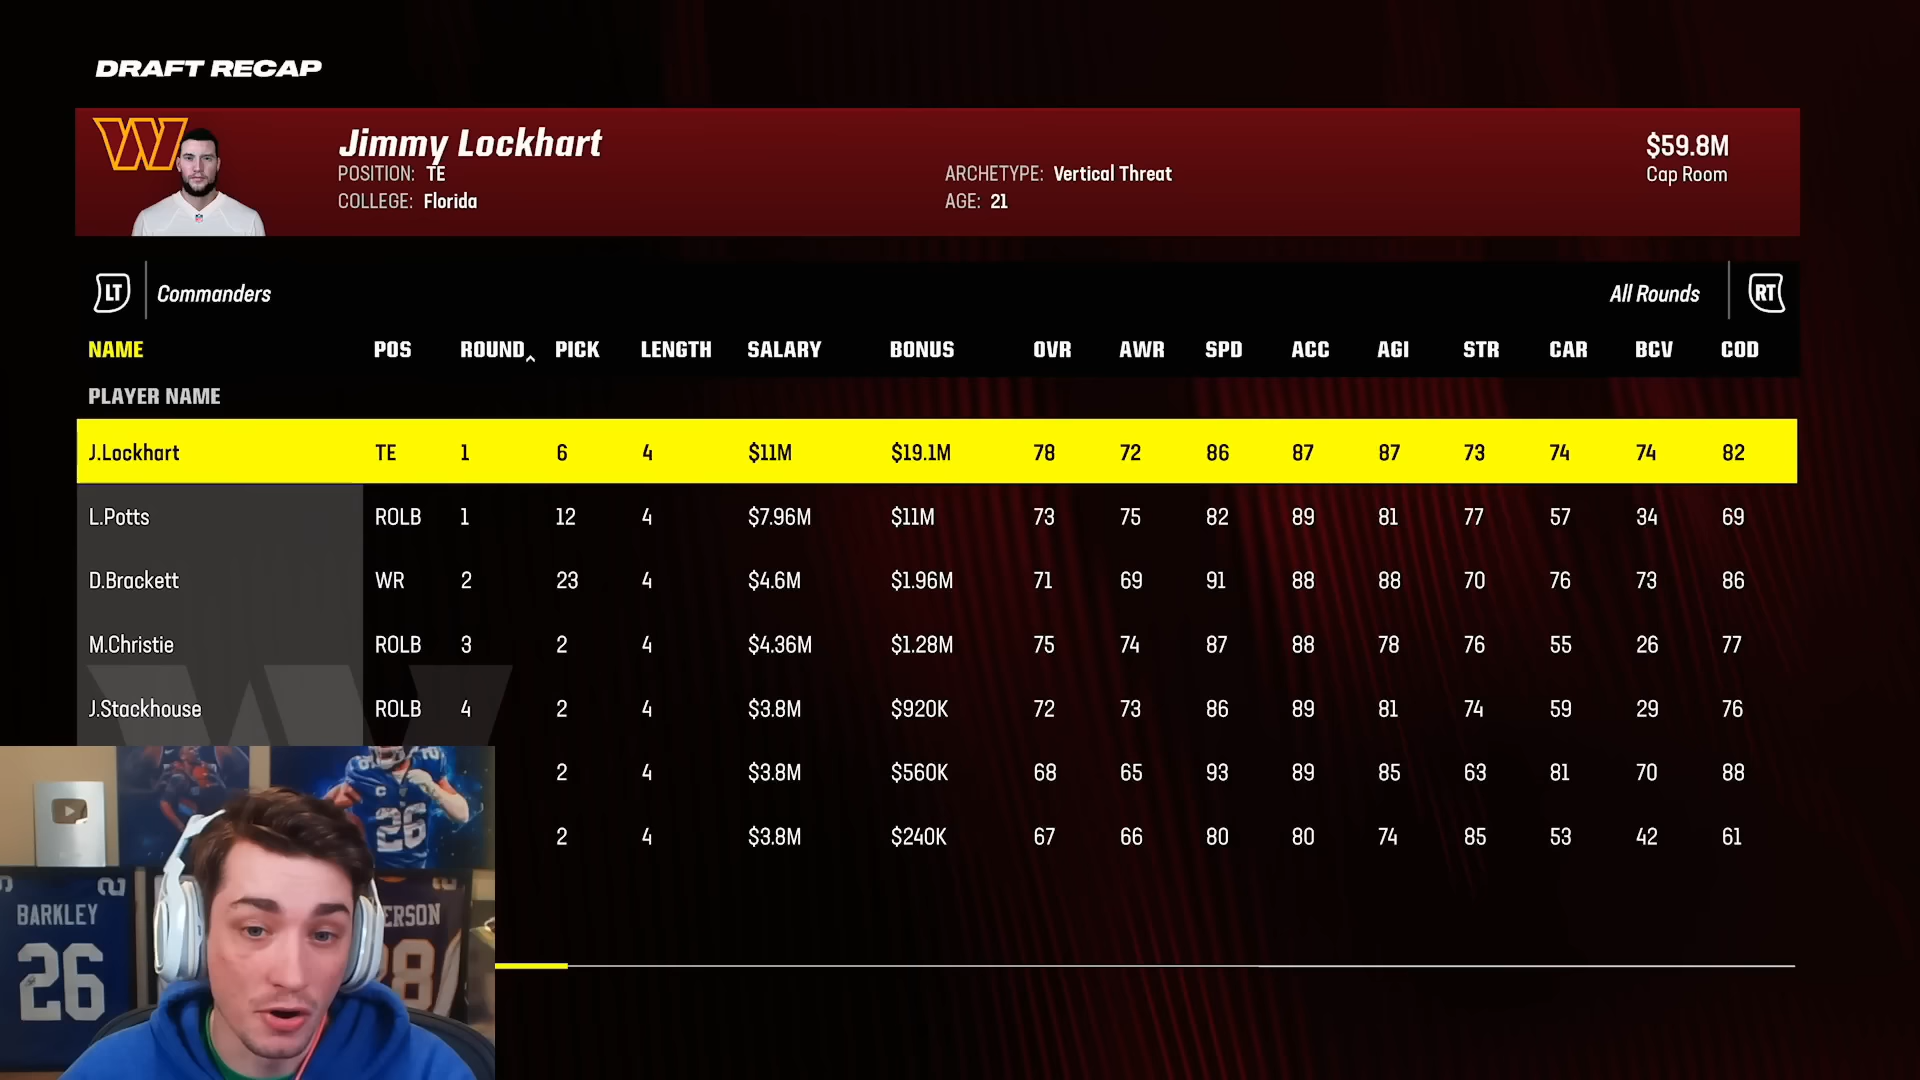 DRAFT RECAP
Jimmy Lockhart
POSITION: TE
COLLEGE: Florida
ARCHETYPE: Vertical Threat
AGE: 21
$59.8M
Cap Room
LT Commanders All Rounds RT
NAME POS ROUND PICK LENGTH SALARY BONUS OVR AWR SPD ACC AGI STR CAR BCV COD
PLAYER NAME
J.Lockhart TE 1 6 4 $11M $19.1M 78 72 86 87 87 73 74 74 82
L.Potts ROLB 1 12 4 $7.96M $11M 73 75 82 89 81 77 57 34 69
D.Brackett WR 2 23 4 $4.6M $1.96M 71 69 91 88 88 70 76 73 86
M.Christie ROLB 3 2 4 $4.36M $1.28M 75 74 87 88 78 76 55 26 77
J.Stackhouse ROLB 4 2 4 $3.8M $920K 72 73 86 89 81 74 59 29 76
2 4 $3.8M $560K 68 65 93 89 85 63 81 70 88
2 4 $3.8M $240K 67 66 80 80 74 85 53 42 61
26
BARKLEY
26
ERSON
8